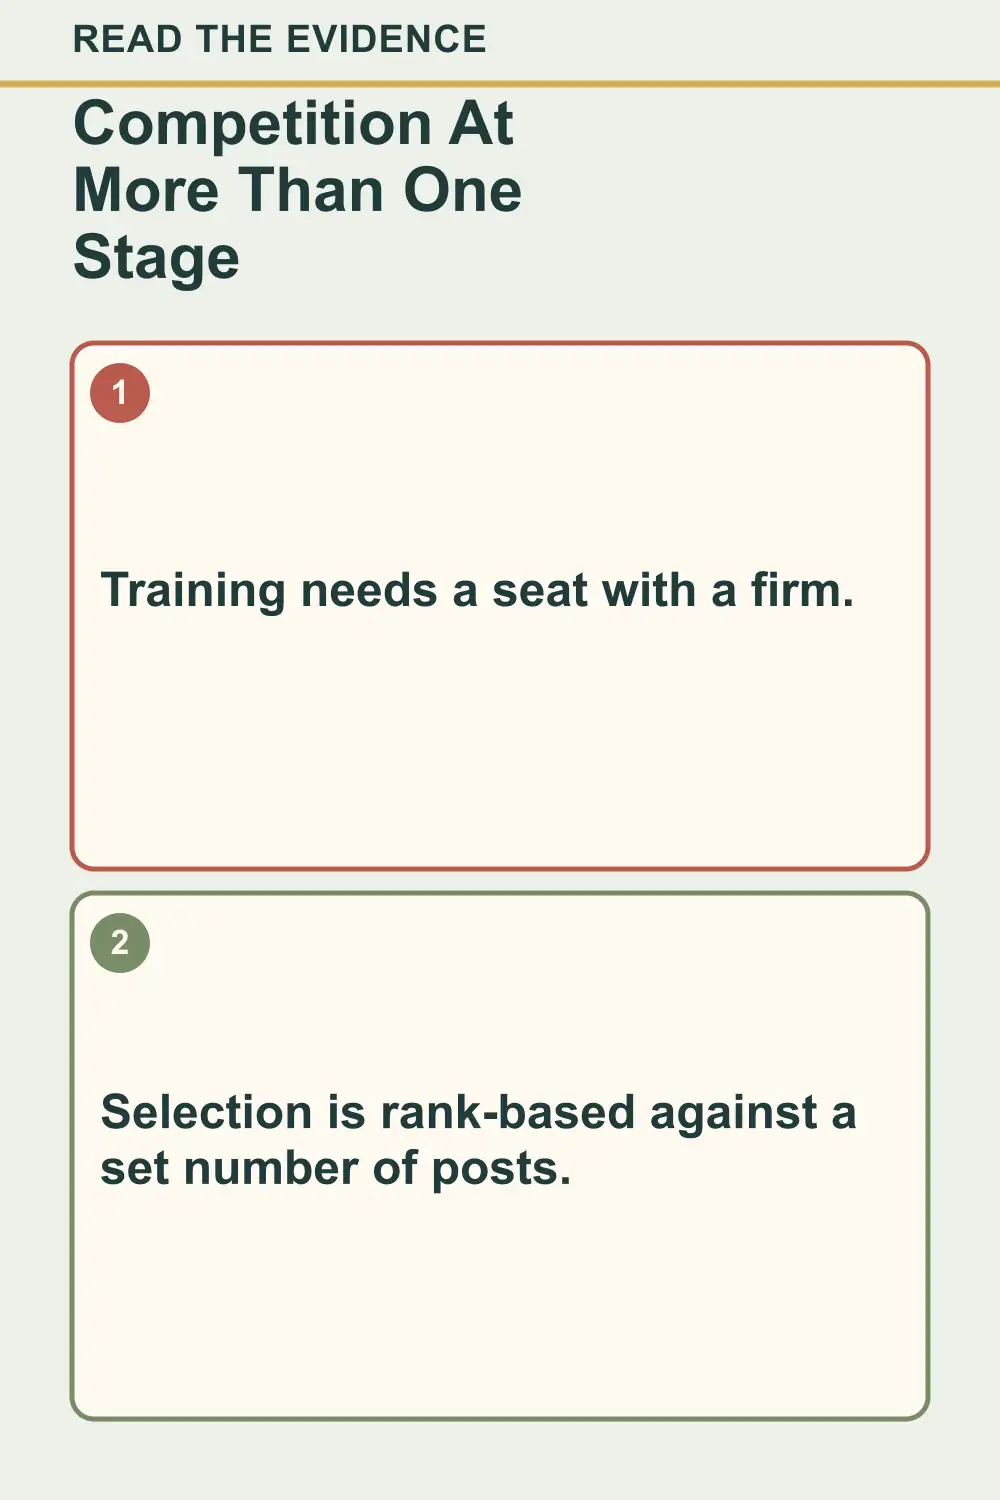 READ THE EVIDENCE
Competition At
More Than One
Stage
1
Training needs a seat with a firm.
2
Selection is rank-based against a
set number of posts.